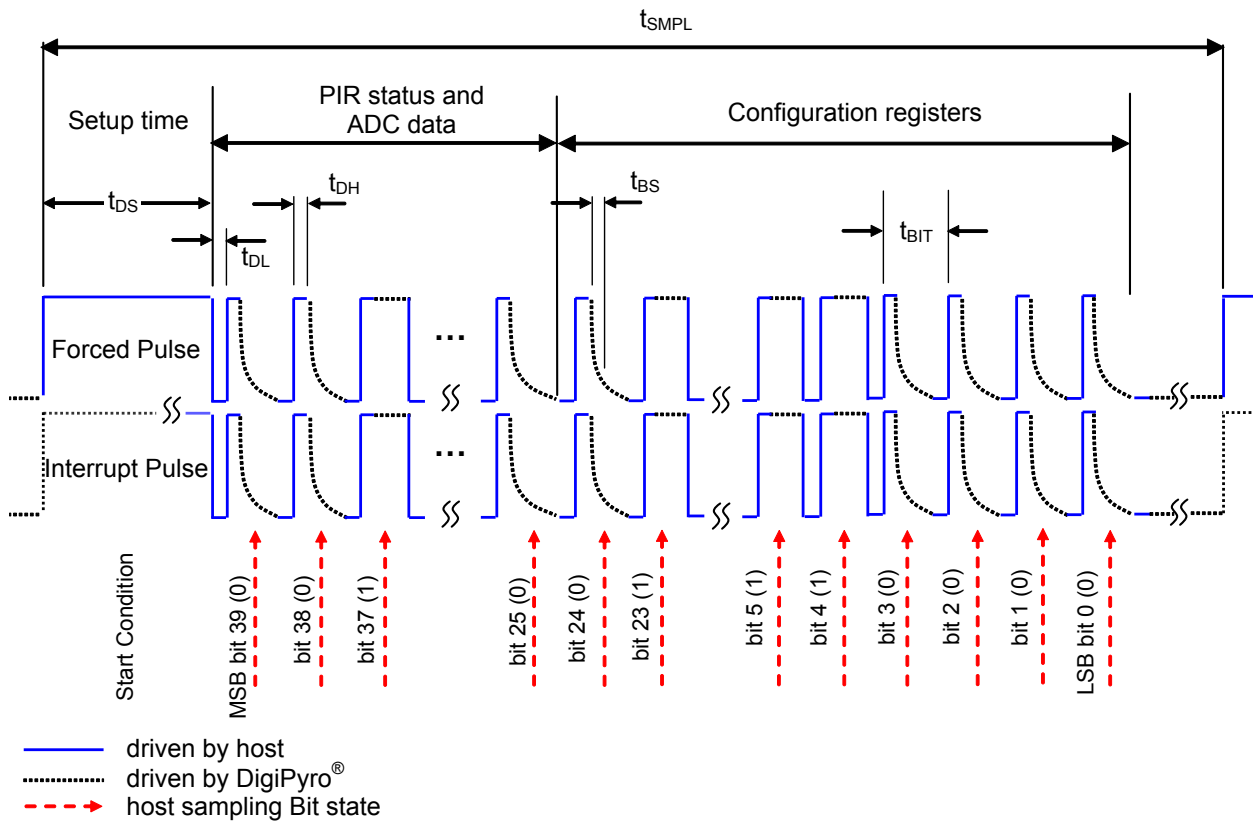 tSMPL
PIR status and
ADC data
Setup time
Configuration registers
tDS
tDH
tBS
tDL
tBIT
Forced Pulse
...
Interrupt Pulse
...
Start Condition
MSB bit 39 (0)
bit 38 (0)
bit 37 (1)
bit 25 (0)
bit 24 (0)
bit 23 (1)
bit 5 (1)
bit 4 (1)
bit 3 (0)
bit 2 (0)
bit 1 (0)
LSB bit 0 (0)
driven by host
driven by DigiPyro®
host sampling Bit state